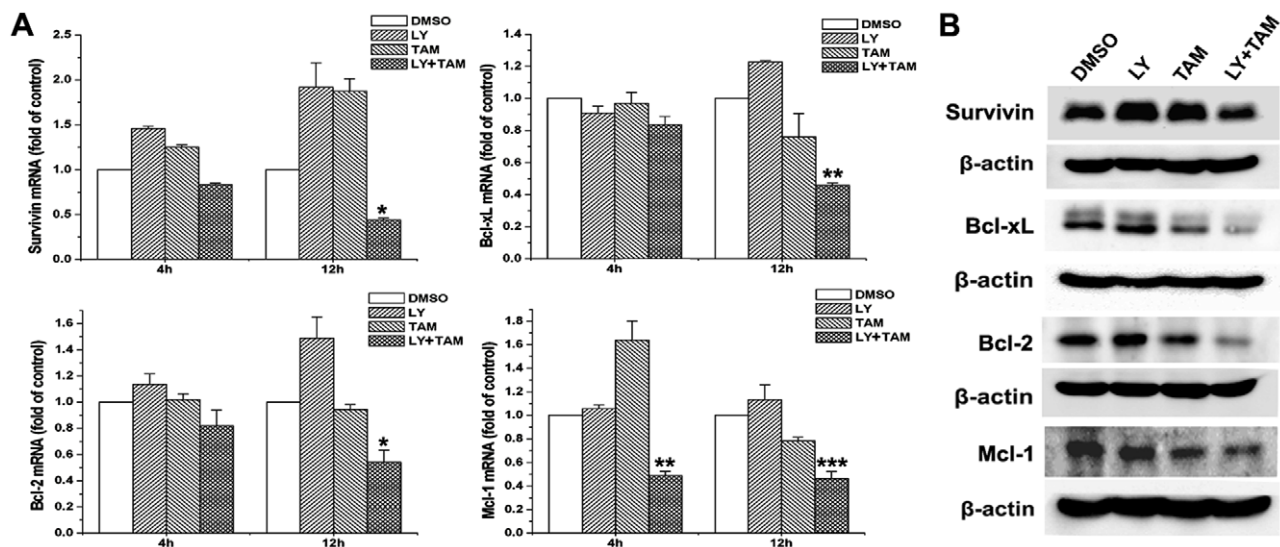 A
Survivin mRNA (fold of control)
2.5
2.0
1.5
1.0
0.5
0.0
DMSO
LY
TAM
LY+TAM
*
4h
12h
Bcl-xL mRNA (fold of control)
1.4
1.2
1.0
0.8
0.6
0.4
0.2
0.0
DMSO
LY
TAM
LY+TAM
**
4h
12h
Bcl-2 mRNA (fold of control)
1.6
1.4
1.2
1.0
0.8
0.6
0.4
0.2
0.0
DMSO
LY
TAM
LY+TAM
*
4h
12h
Mcl-1 mRNA (fold of control)
1.8
1.6
1.4
1.2
1.0
0.8
0.6
0.4
0.2
0.0
DMSO
LY
TAM
LY+TAM
**
***
4h
12h
B
DMSO LY TAM LY+TAM
Survivin
β-actin
Bcl-xL
β-actin
Bcl-2
β-actin
Mcl-1
β-actin